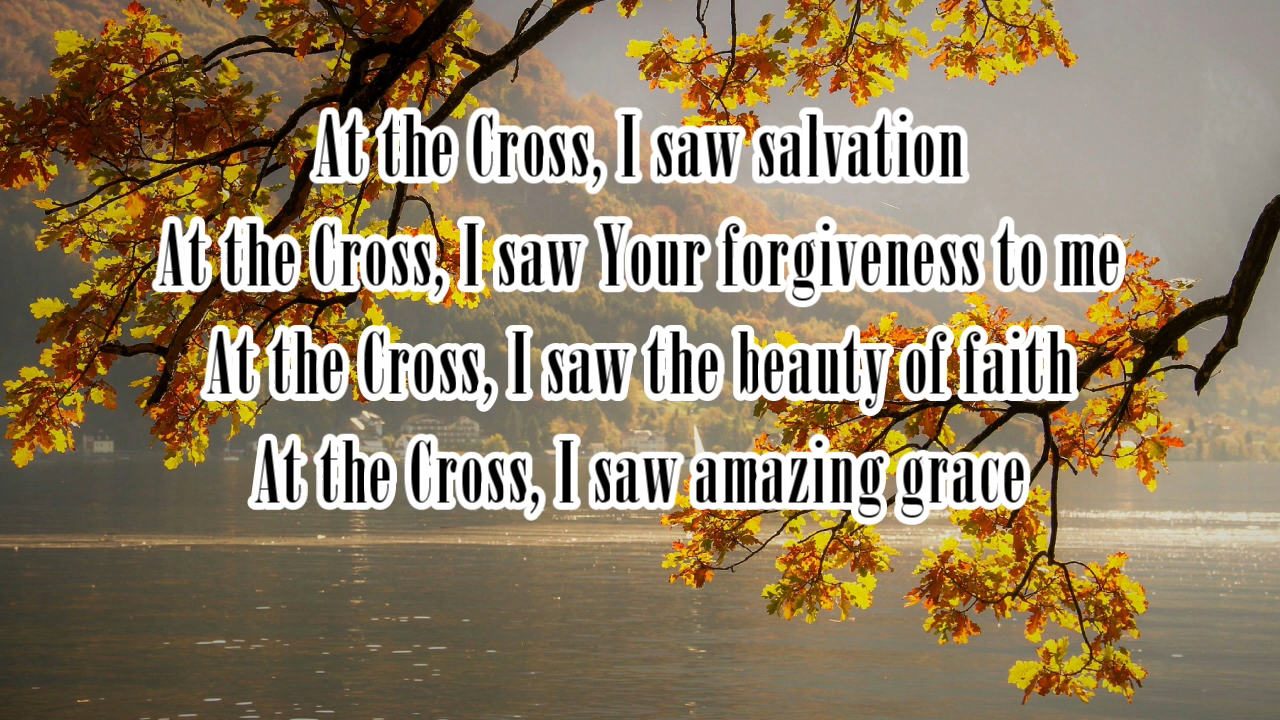 At the Cross, I saw salvation
At the Cross, I saw Your forgiveness to me
At the Cross, I saw the beauty of faith
At the Cross, I saw amazing grace